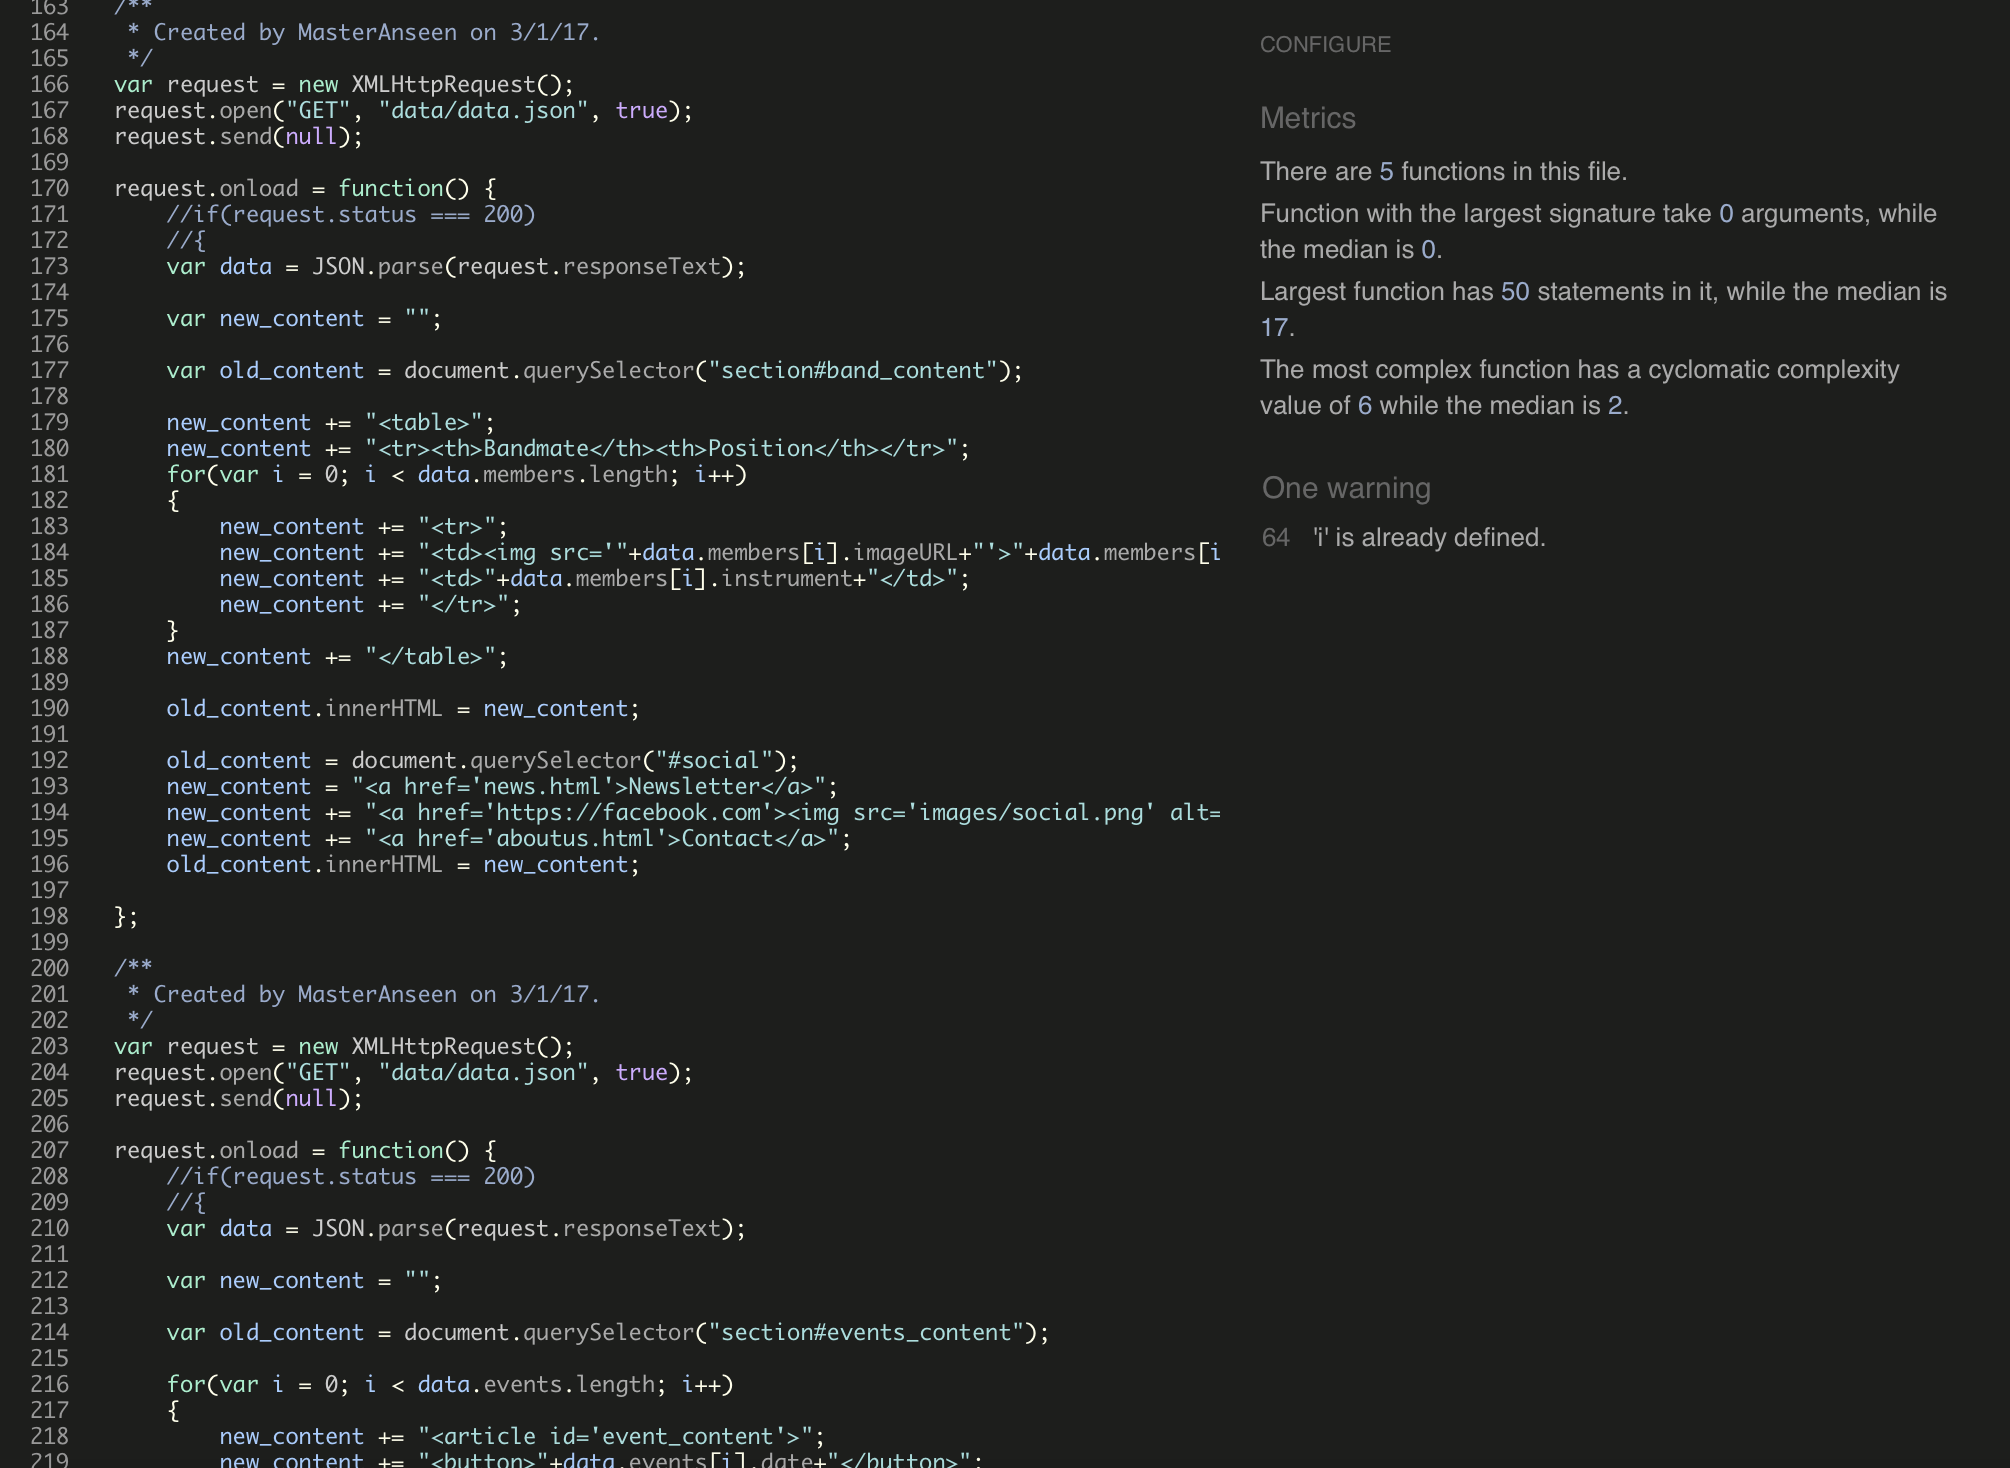 163 /**
164  * Created by MasterAnseen on 3/1/17.
165  */
166 var request = new XMLHttpRequest();
167 request.open("GET", "data/data.json", true);
168 request.send(null);
169
170 request.onload = function() {
171     //if(request.status === 200)
172     //{
173     var data = JSON.parse(request.responseText);
174
175     var new_content = "";
176
177     var old_content = document.querySelector("section#band_content");
178
179     new_content += "<table>";
180     new_content += "<tr><th>Bandmate</th><th>Position</th></tr>";
181     for(var i = 0; i < data.members.length; i++)
182     {
183         new_content += "<tr>";
184         new_content += "<td><img src='"+data.members[i].imageURL+"'>"+data.members[i
185         new_content += "<td>"+data.members[i].instrument+"</td>";
186         new_content += "</tr>";
187     }
188     new_content += "</table>";
189
190     old_content.innerHTML = new_content;
191
192     old_content = document.querySelector("#social");
193     new_content = "<a href='news.html'>Newsletter</a>";
194     new_content += "<a href='https://facebook.com'><img src='images/social.png' alt=
195     new_content += "<a href='aboutus.html'>Contact</a>";
196     old_content.innerHTML = new_content;
197
198 };
199
200 /**
201  * Created by MasterAnseen on 3/1/17.
202  */
203 var request = new XMLHttpRequest();
204 request.open("GET", "data/data.json", true);
205 request.send(null);
206
207 request.onload = function() {
208     //if(request.status === 200)
209     //{
210     var data = JSON.parse(request.responseText);
211
212     var new_content = "";
213
214     var old_content = document.querySelector("section#events_content");
215
216     for(var i = 0; i < data.events.length; i++)
217     {
218         new_content += "<article id='event_content'>";
219         new_content += "<button>"+data.events[i].date+"</button>";
CONFIGURE
Metrics
There are 5 functions in this file.
Function with the largest signature take 0 arguments, while
the median is 0.
Largest function has 50 statements in it, while the median is
17.
The most complex function has a cyclomatic complexity
value of 6 while the median is 2.
One warning
64 'i' is already defined.